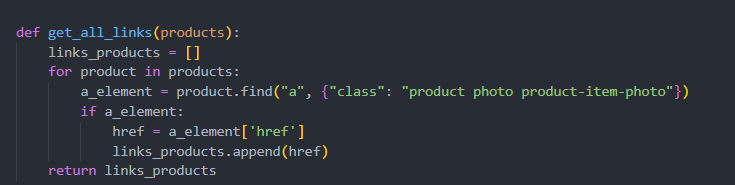 def get_all_links(products):
    links_products = []
    for product in products:
        a_element = product.find("a", {"class": "product photo product-item-photo"})
        if a_element:
            href = a_element['href']
            links_products.append(href)
    return links_products